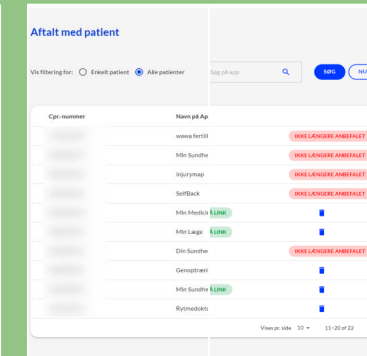 Aftalt med patient
Vis filtering for: Enkelt patient Alle patienter Søg på app SØG NU
Cpr.-nummer Navn på Ap
wawa fertili IKKE LÆNGERE ANBEFALET
Min Sundhe IKKE LÆNGERE ANBEFALET
Injurymap IKKE LÆNGERE ANBEFALET
SelfBack IKKE LÆNGERE ANBEFALET
Min Medicin Å LINK
Min Læge Å LINK
Din Sundhe IKKE LÆNGERE ANBEFALET
Genoptræni
Min Sundhe Å LINK
Rytmedokto
Vises pr. side 10 11–20 of 22